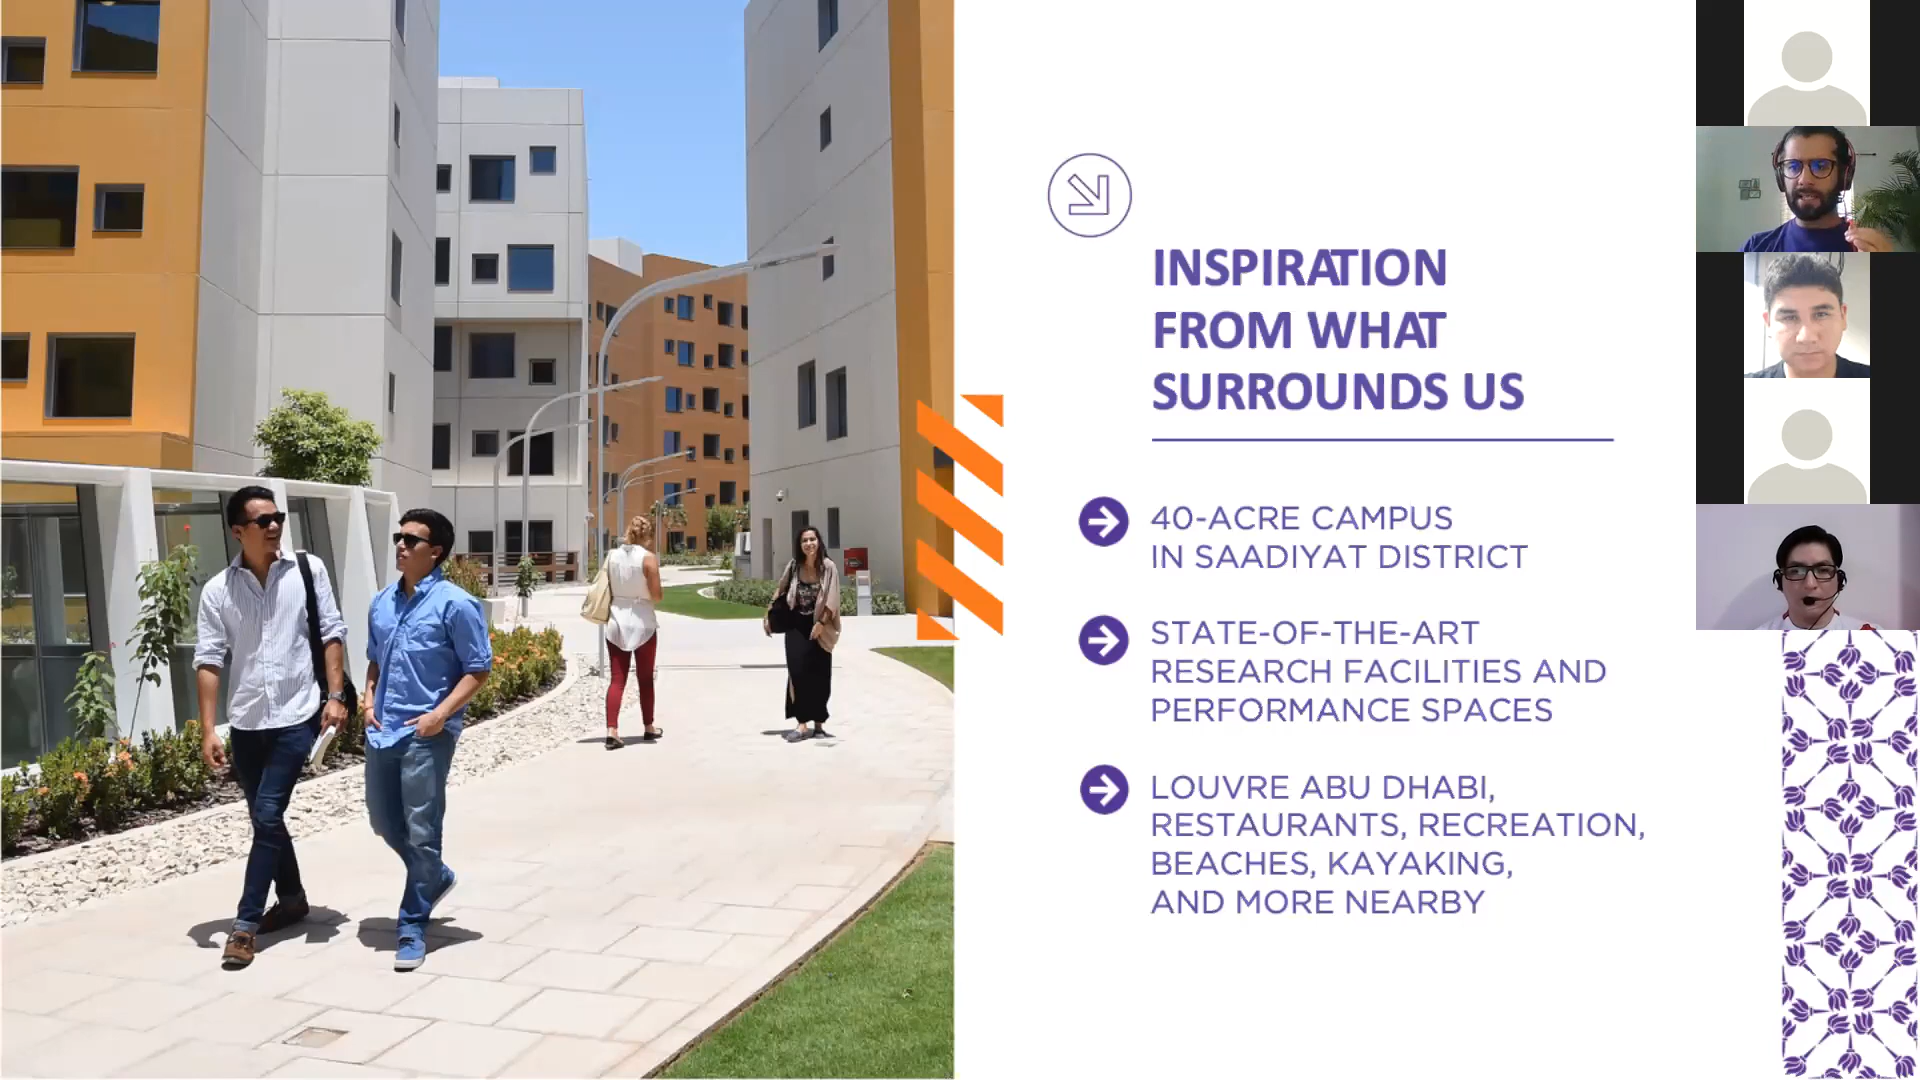 INSPIRATION
FROM WHAT
SURROUNDS US
40-ACRE CAMPUS
IN SAADIYAT DISTRICT
STATE-OF-THE-ART
RESEARCH FACILITIES AND
PERFORMANCE SPACES
LOUVRE ABU DHABI,
RESTAURANTS, RECREATION,
BEACHES, KAYAKING,
AND MORE NEARBY